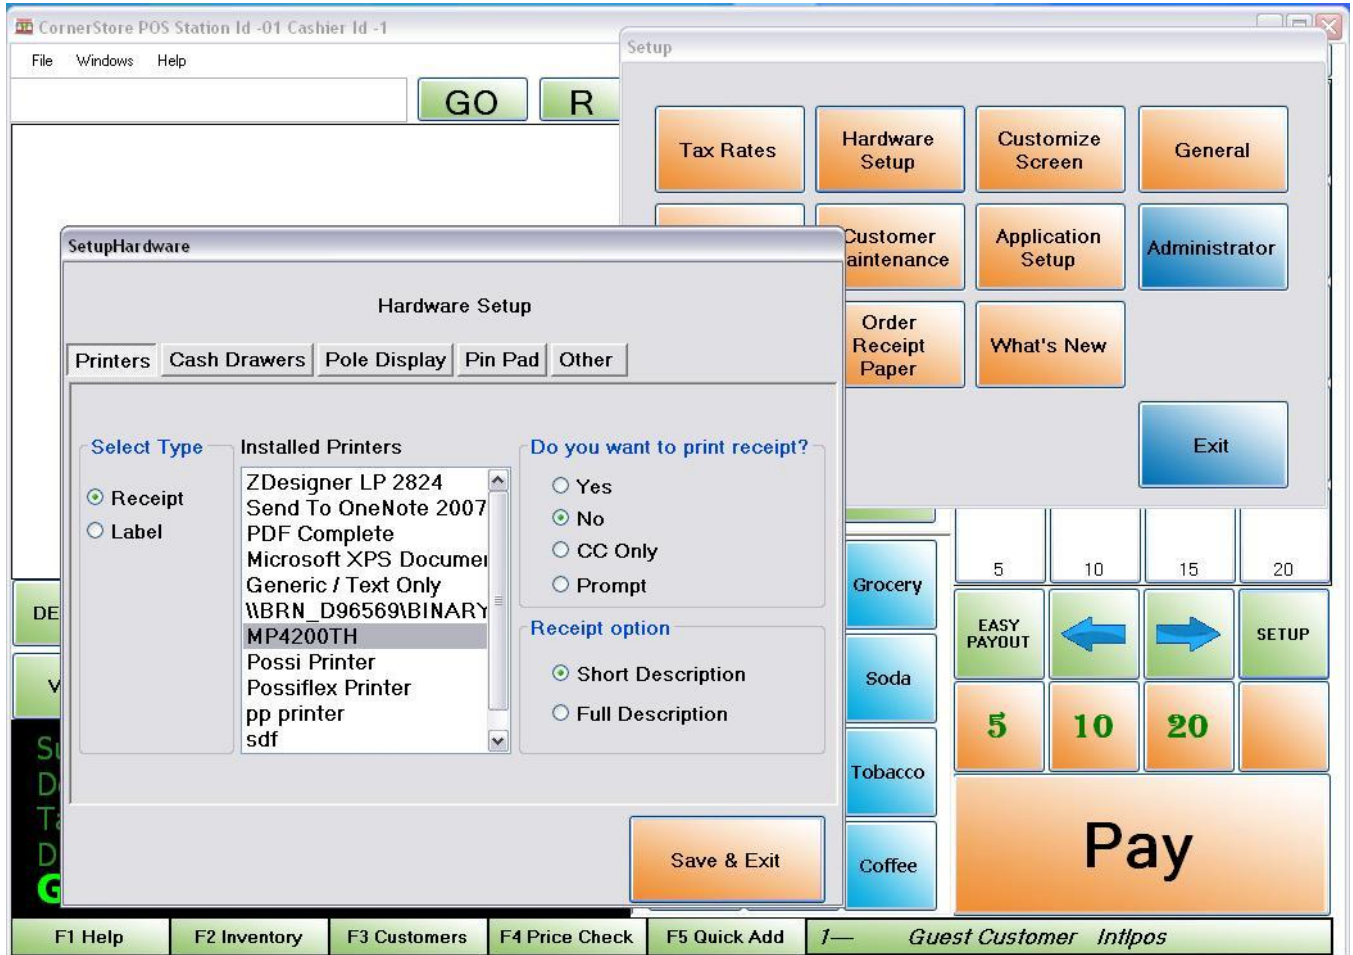 CornerStore POS Station Id -01 Cashier Id -1
File Windows Help
GO R
Setup
Tax Rates
Hardware
Setup
Customize
Screen
General
Customer
aintenance
Application
Setup
Administrator
Order
Receipt
Paper
What's New
Exit
SetupHardware
Hardware Setup
Printers Cash Drawers Pole Display Pin Pad Other
Select Type
Receipt
Label
Installed Printers
ZDesigner LP 2824
Send To OneNote 2007
PDF Complete
Microsoft XPS Documer
Generic / Text Only
\\BRN_D96569\BINARY
MP4200TH
Possi Printer
Possiflex Printer
pp printer
sdf
Do you want to print receipt?
Yes
No
CC Only
Prompt
Receipt option
Short Description
Full Description
Save & Exit
5 10 15 20
DE
Grocery
EASY
PAYOUT
SETUP
V
Soda
5 10 20
Tobacco
Pay
Coffee
Su
D
Ta
D
G
F1 Help F2 Inventory F3 Customers F4 Price Check F5 Quick Add 1— Guest Customer Intlpos